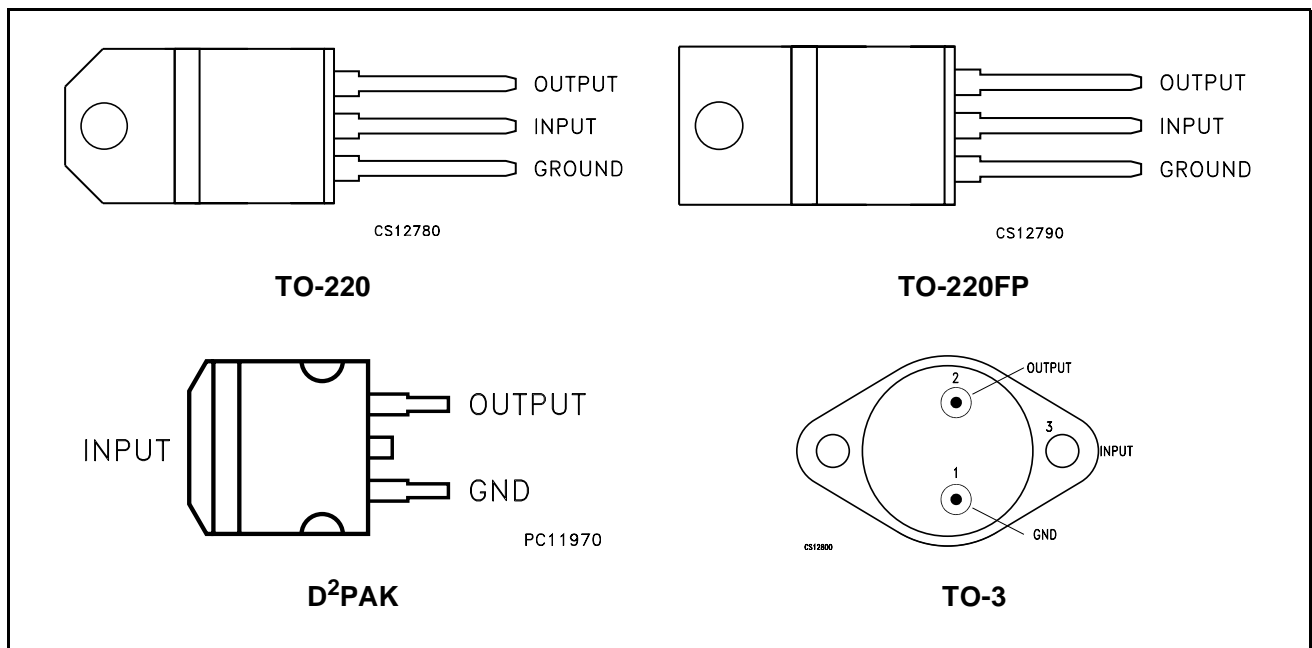 OUTPUT
INPUT
GROUND
CS12780
TO-220
OUTPUT
INPUT
GROUND
CS12790
TO-220FP
INPUT
OUTPUT
GND
PC11970
D²PAK
OUTPUT
2
3
INPUT
1
GND
CS12800
TO-3